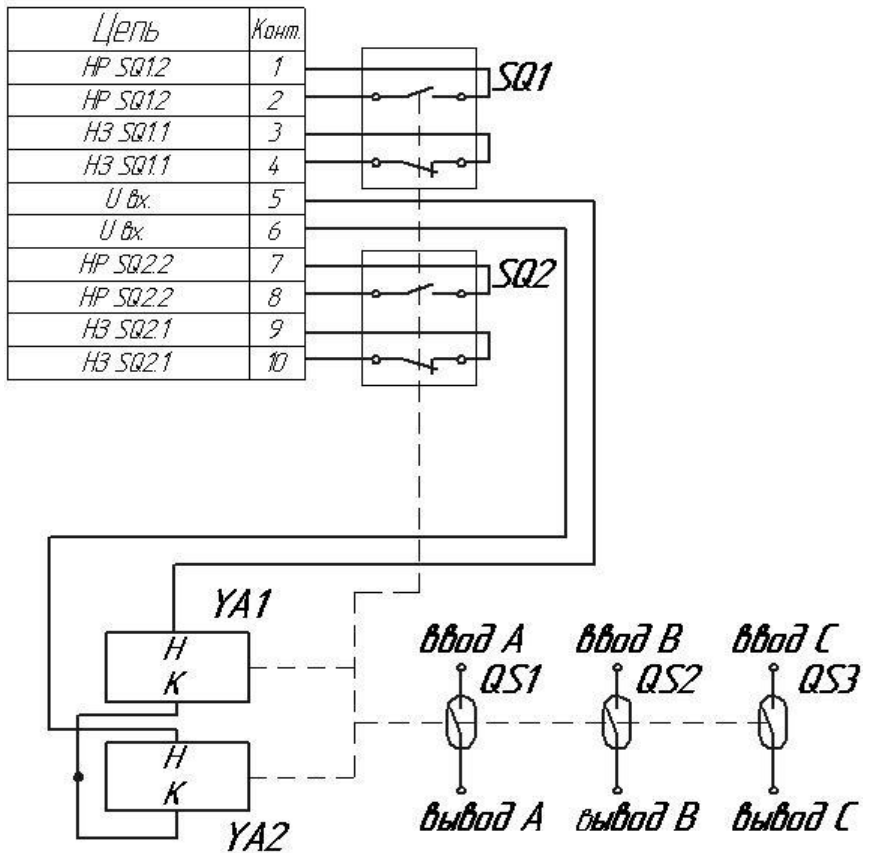 Цепь Конт.
НР SQ1.2 1
НР SQ1.2 2
НЗ SQ1.1 3
НЗ SQ1.1 4
U вх. 5
U вх. 6
НР SQ2.2 7
НР SQ2.2 8
НЗ SQ2.1 9
НЗ SQ2.1 10
SQ1
SQ2
YA1
Н
К
Н
К
YA2
ввод А ввод В ввод С
QS1 QS2 QS3
вывод А вывод В вывод С